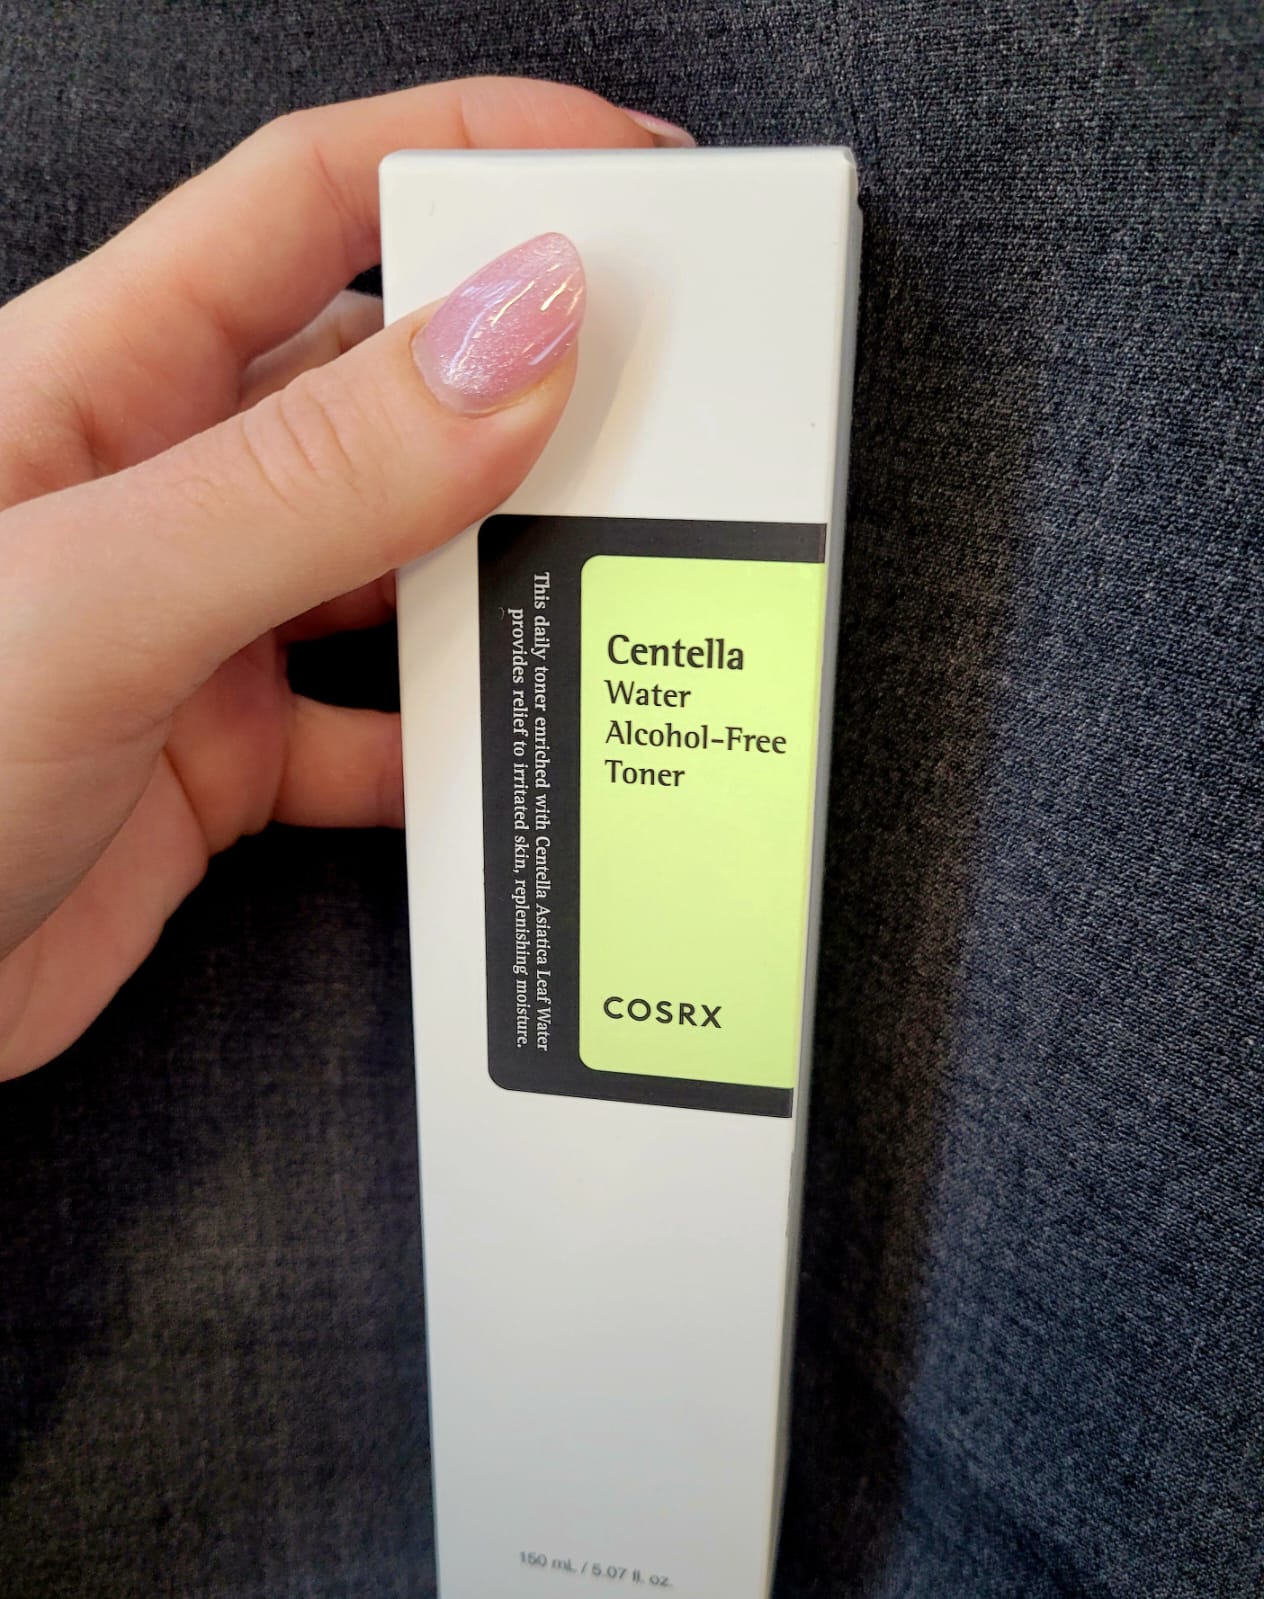 Centella
Water
Alcohol-Free
Toner
COSRX
This daily toner enriched with Centella Asiatica Leaf Water
provides relief to irritated skin, replenishing moisture.
150 mL / 5.07 fl. oz.